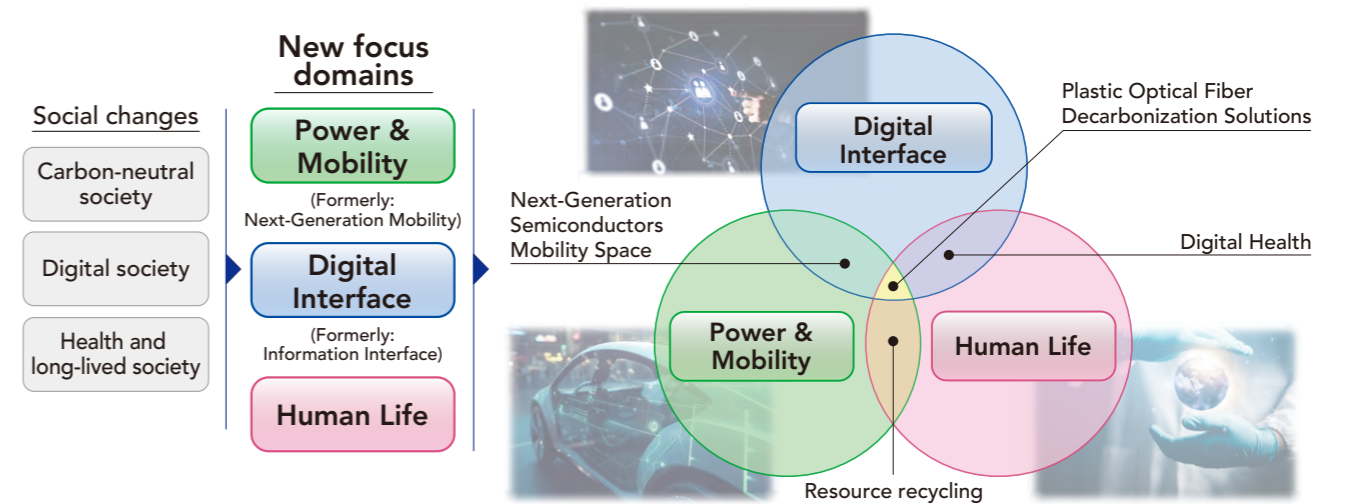 Social changes
Carbon-neutral
society
Digital society
Health and
long-lived society
New focus
domains
Power &
Mobility
(Formerly:
Next-Generation Mobility)
Digital
Interface
(Formerly:
Information Interface)
Human Life
Digital
Interface
Plastic Optical Fiber
Decarbonization Solutions
Next-Generation
Semiconductors
Mobility Space
Digital Health
Power &
Mobility
Human Life
Resource recycling